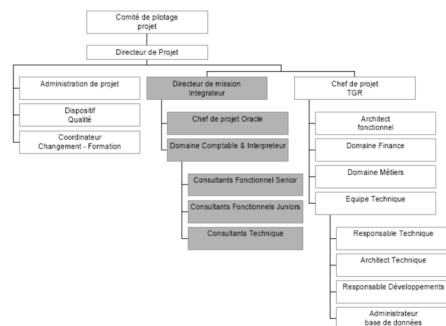 Comité de pilotage
projet
Directeur de Projet
Administration de projet
Dispositif
Qualité
Coordinateur
Changement - Formation
Directeur de mission
Integrateur
Chef de projet Oracle
Domaine Comptable & Interpreteur
Consultants Fonctionnel Senior
Consultants Fonctionnels Juniors
Consultants Technique
Chef de projet
TGR
Architect
fonctionnel
Domaine Finance
Domaine Métiers
Equipe Technique
Responsable Technique
Architect Technique
Responsable Développements
Administrateur
base de données